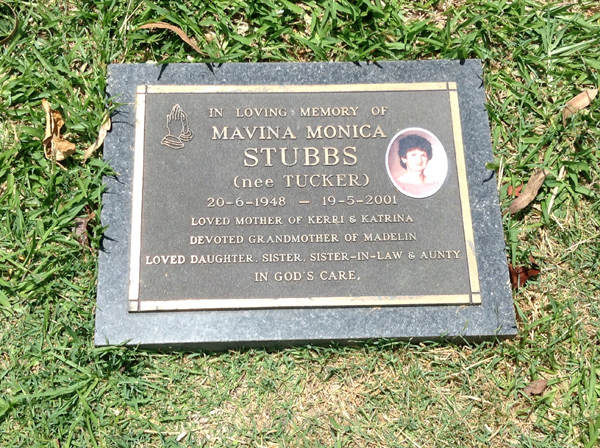 IN LOVING MEMORY OF
MAVINA MONICA
STUBBS
(nee TUCKER)
20-6-1948 — 19-5-2001
LOVED MOTHER OF KERRI & KATRINA
DEVOTED GRANDMOTHER OF MADELIN
LOVED DAUGHTER, SISTER, SISTER-IN-LAW & AUNTY
IN GOD'S CARE.